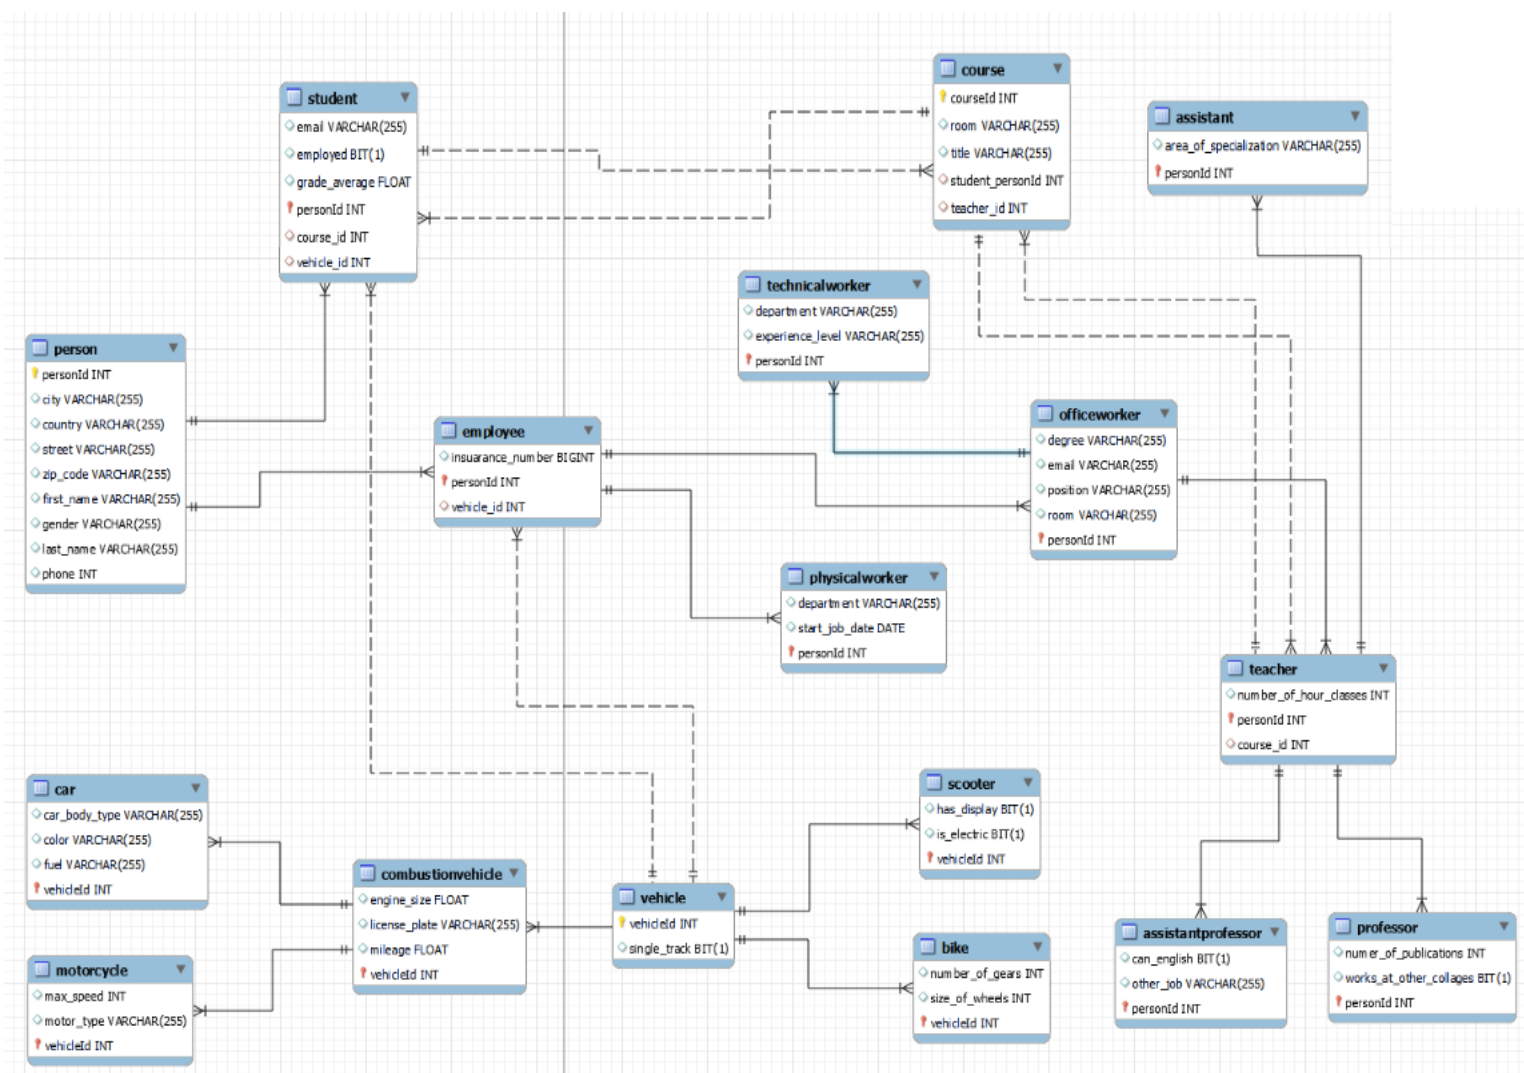 student
email VARCHAR(255)
employed BIT(1)
grade_average FLOAT
personId INT
course_id INT
vehicle_id INT
course
courseId INT
room VARCHAR(255)
title VARCHAR(255)
student_personId INT
teacher_id INT
assistant
area_of_specialization VARCHAR(255)
personId INT
technicalworker
department VARCHAR(255)
experience_level VARCHAR(255)
personId INT
person
personId INT
city VARCHAR(255)
country VARCHAR(255)
street VARCHAR(255)
zip_code VARCHAR(255)
first_name VARCHAR(255)
gender VARCHAR(255)
last_name VARCHAR(255)
phone INT
employee
insuarance_number BIGINT
personId INT
vehicle_id INT
officeworker
degree VARCHAR(255)
email VARCHAR(255)
position VARCHAR(255)
room VARCHAR(255)
personId INT
physicalworker
department VARCHAR(255)
start_job_date DATE
personId INT
teacher
number_of_hour_classes INT
personId INT
course_id INT
car
car_body_type VARCHAR(255)
color VARCHAR(255)
fuel VARCHAR(255)
vehicleId INT
combustionvehicle
engine_size FLOAT
license_plate VARCHAR(255)
mileage FLOAT
vehicleId INT
vehicle
vehicleId INT
single_track BIT(1)
scooter
has_display BIT(1)
is_electric BIT(1)
vehicleId INT
motorcycle
max_speed INT
motor_type VARCHAR(255)
vehicleId INT
bike
number_of_gears INT
size_of_wheels INT
vehicleId INT
assistantprofessor
can_english BIT(1)
other_job VARCHAR(255)
personId INT
professor
numer_of_publications INT
works_at_other_collages BIT(1)
personId INT